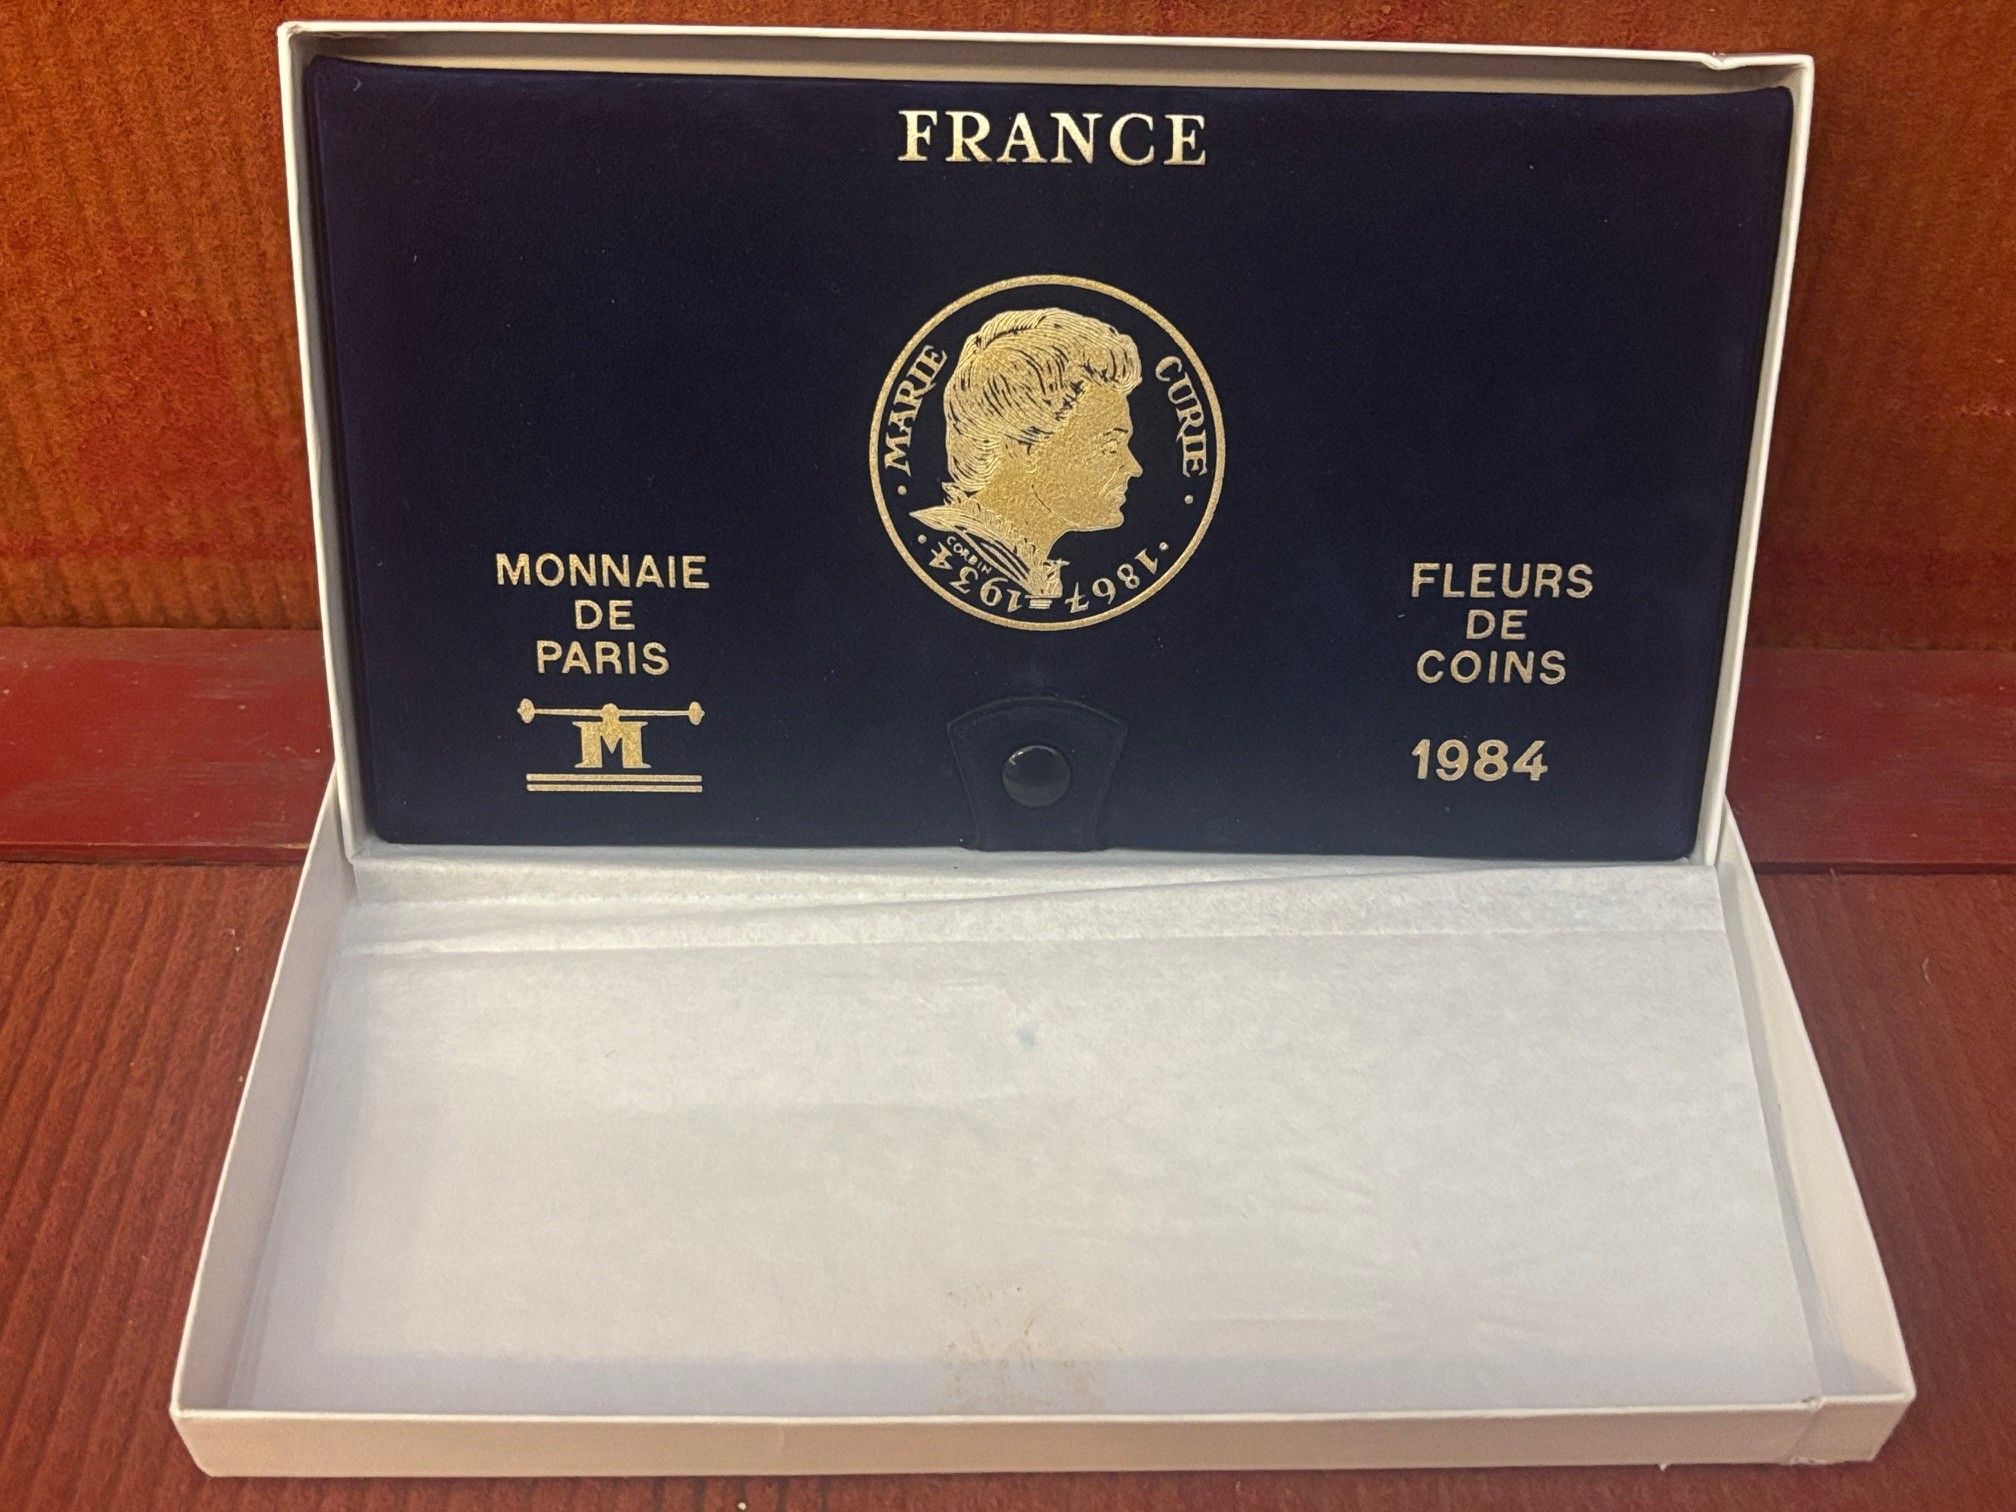 FRANCE
· MARIE CURIE ·
· 1867 1934 ·
CORBIN
MONNAIE
DE
PARIS
M
FLEURS
DE
COINS
1984